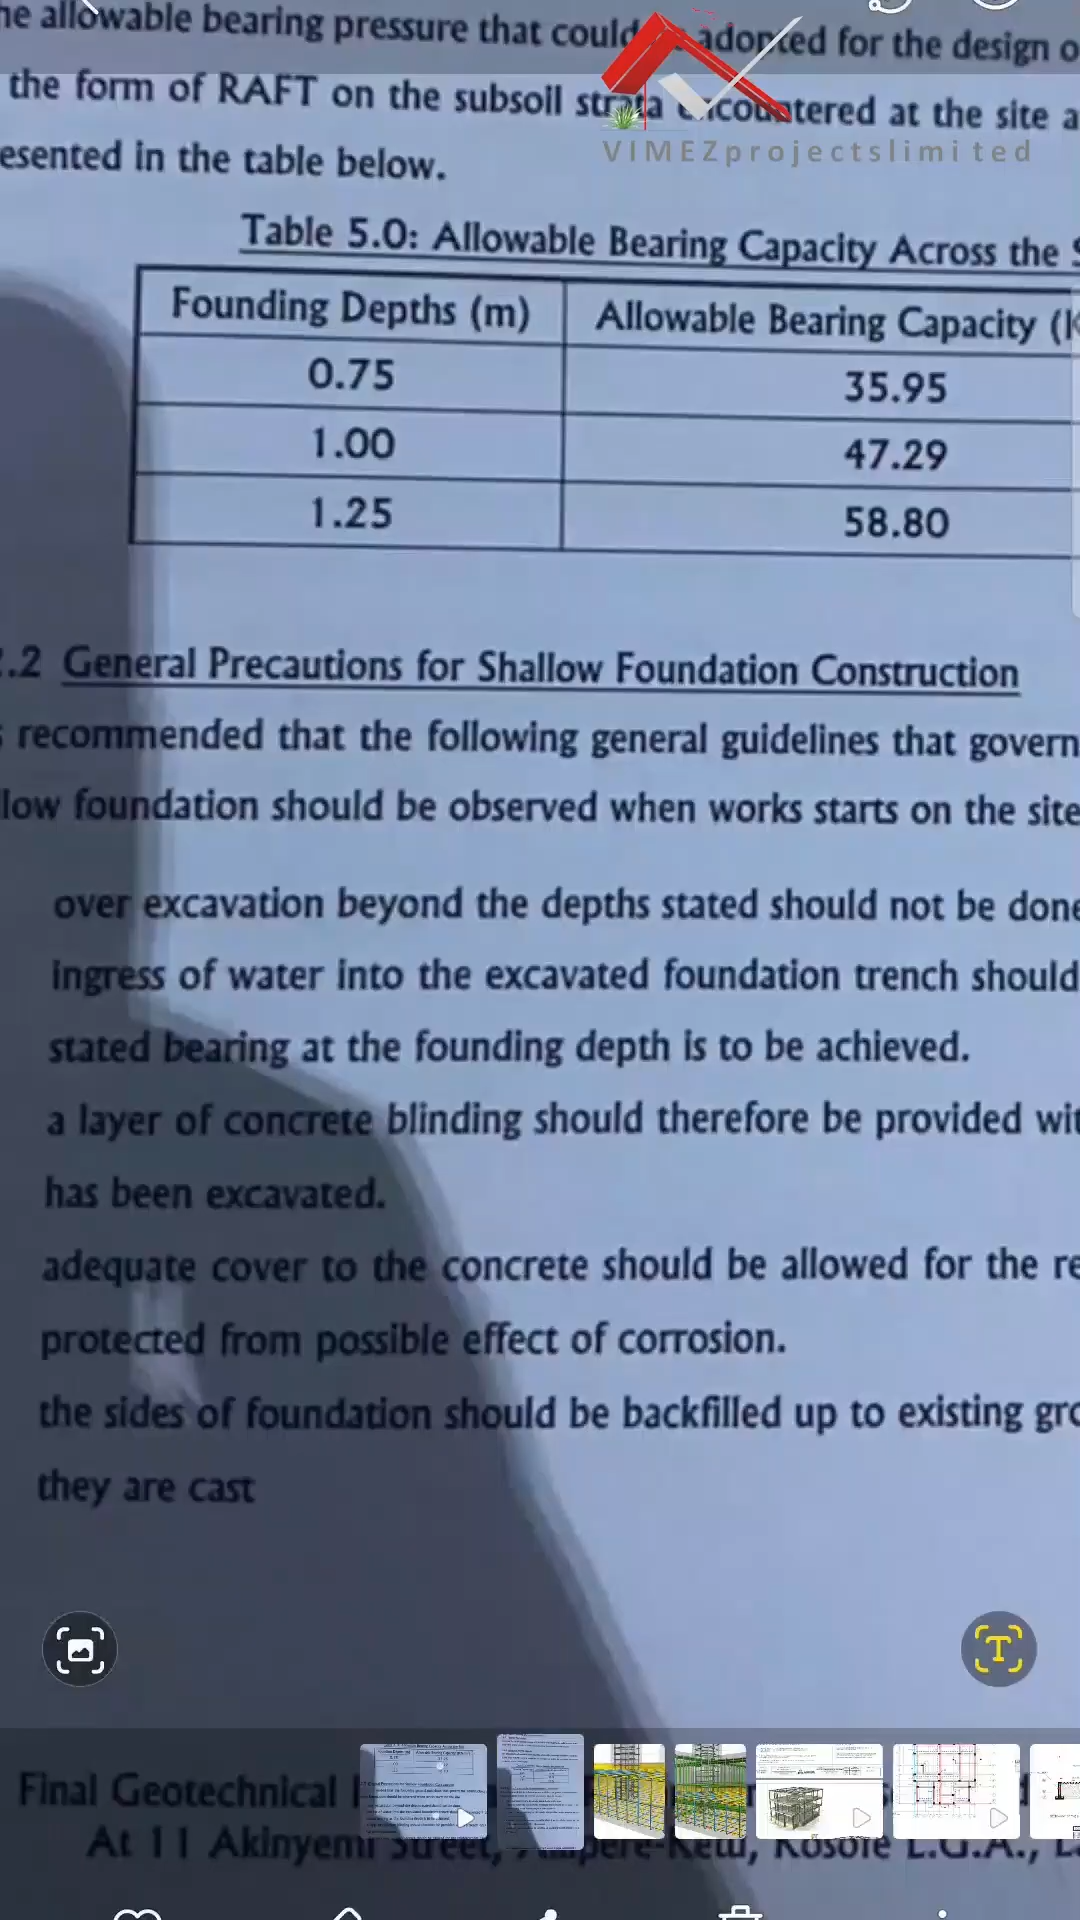 he allowable bearing pressure that could adopted for the design o
the form of RAFT on the subsoil strata encountered at the site a
VIMEZprojectslimited
esented in the table below.
Table 5.0: Allowable Bearing Capacity Across the S
Founding Depths (m) Allowable Bearing Capacity (K
0.75 35.95
1.00 47.29
1.25 58.80
.2 General Precautions for Shallow Foundation Construction
s recommended that the following general guidelines that govern
low foundation should be observed when works starts on the site
over excavation beyond the depths stated should not be done
ingress of water into the excavated foundation trench should
stated bearing at the founding depth is to be achieved.
a layer of concrete blinding should therefore be provided wit
has been excavated.
adequate cover to the concrete should be allowed for the re
protected from possible effect of corrosion.
the sides of foundation should be backfilled up to existing gro
they are cast
T
Final Geotechnical
At 11 Akinyemi Street, Kosofe L.G.A.,